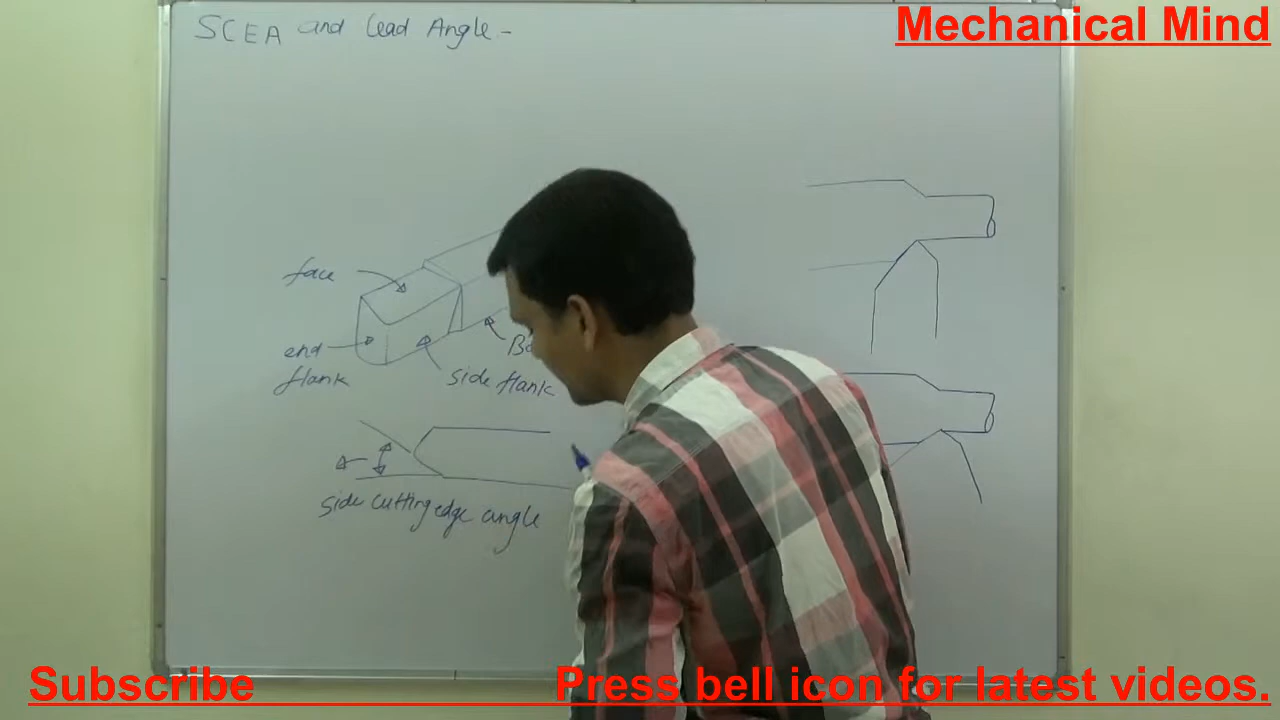 SCEA and Lead Angle -
Mechanical Mind
face
end
flank
side flank
side cutting edge angle
Subscribe
Press bell icon for latest videos.